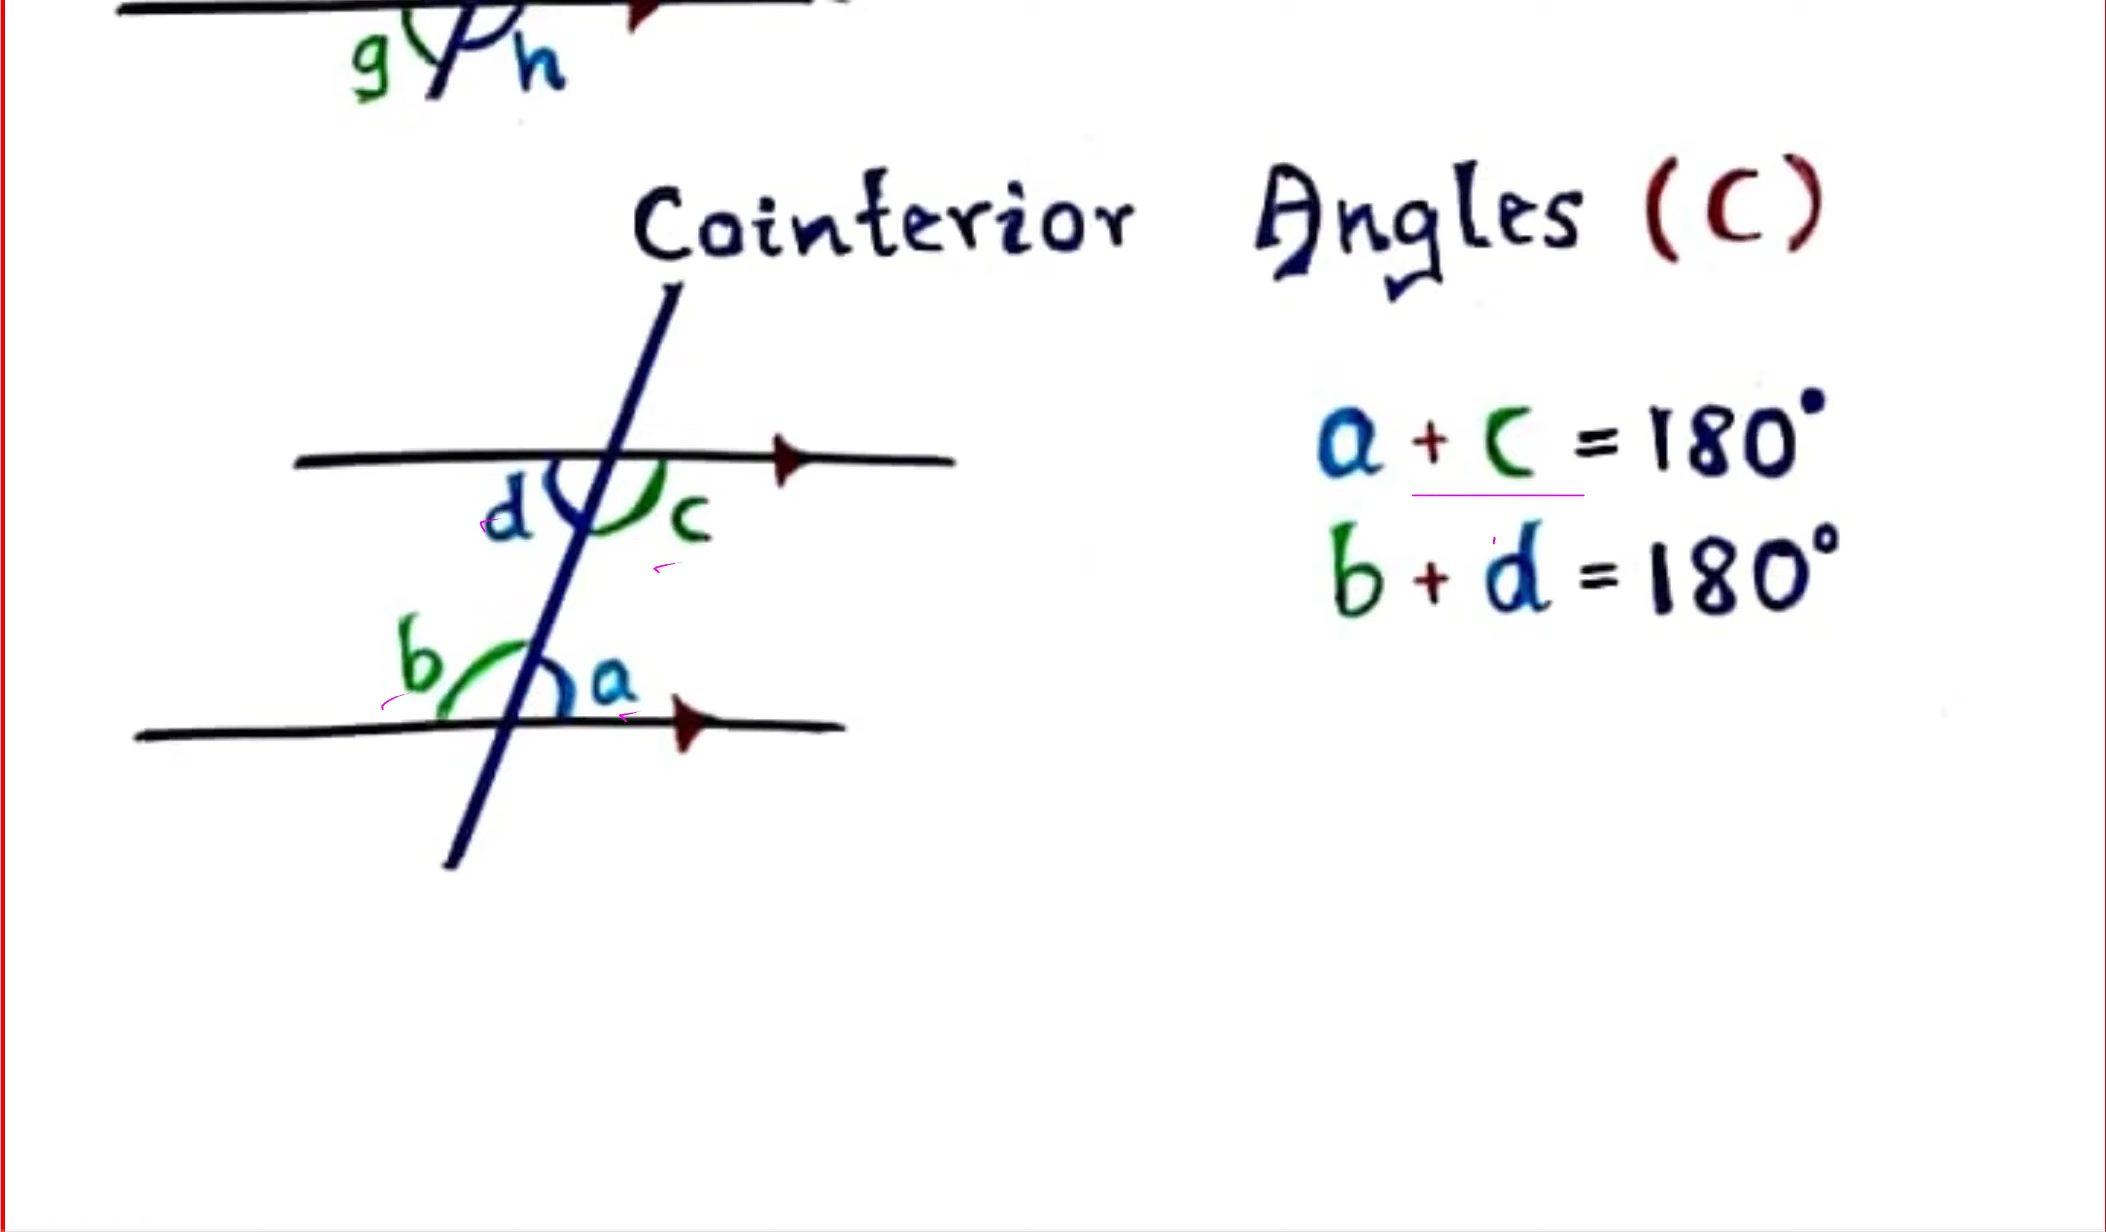 g h
Cointerior Angles (C)
a + c = 180°
d c
b + d = 180°
b a